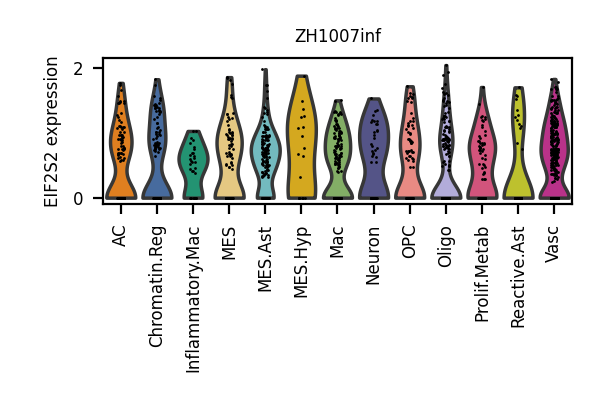 ZH1007inf
EIF2S2 expression
2
0
AC
Chromatin.Reg
Inflammatory.Mac
MES
MES.Ast
MES.Hyp
Mac
Neuron
OPC
Oligo
Prolif.Metab
Reactive.Ast
Vasc